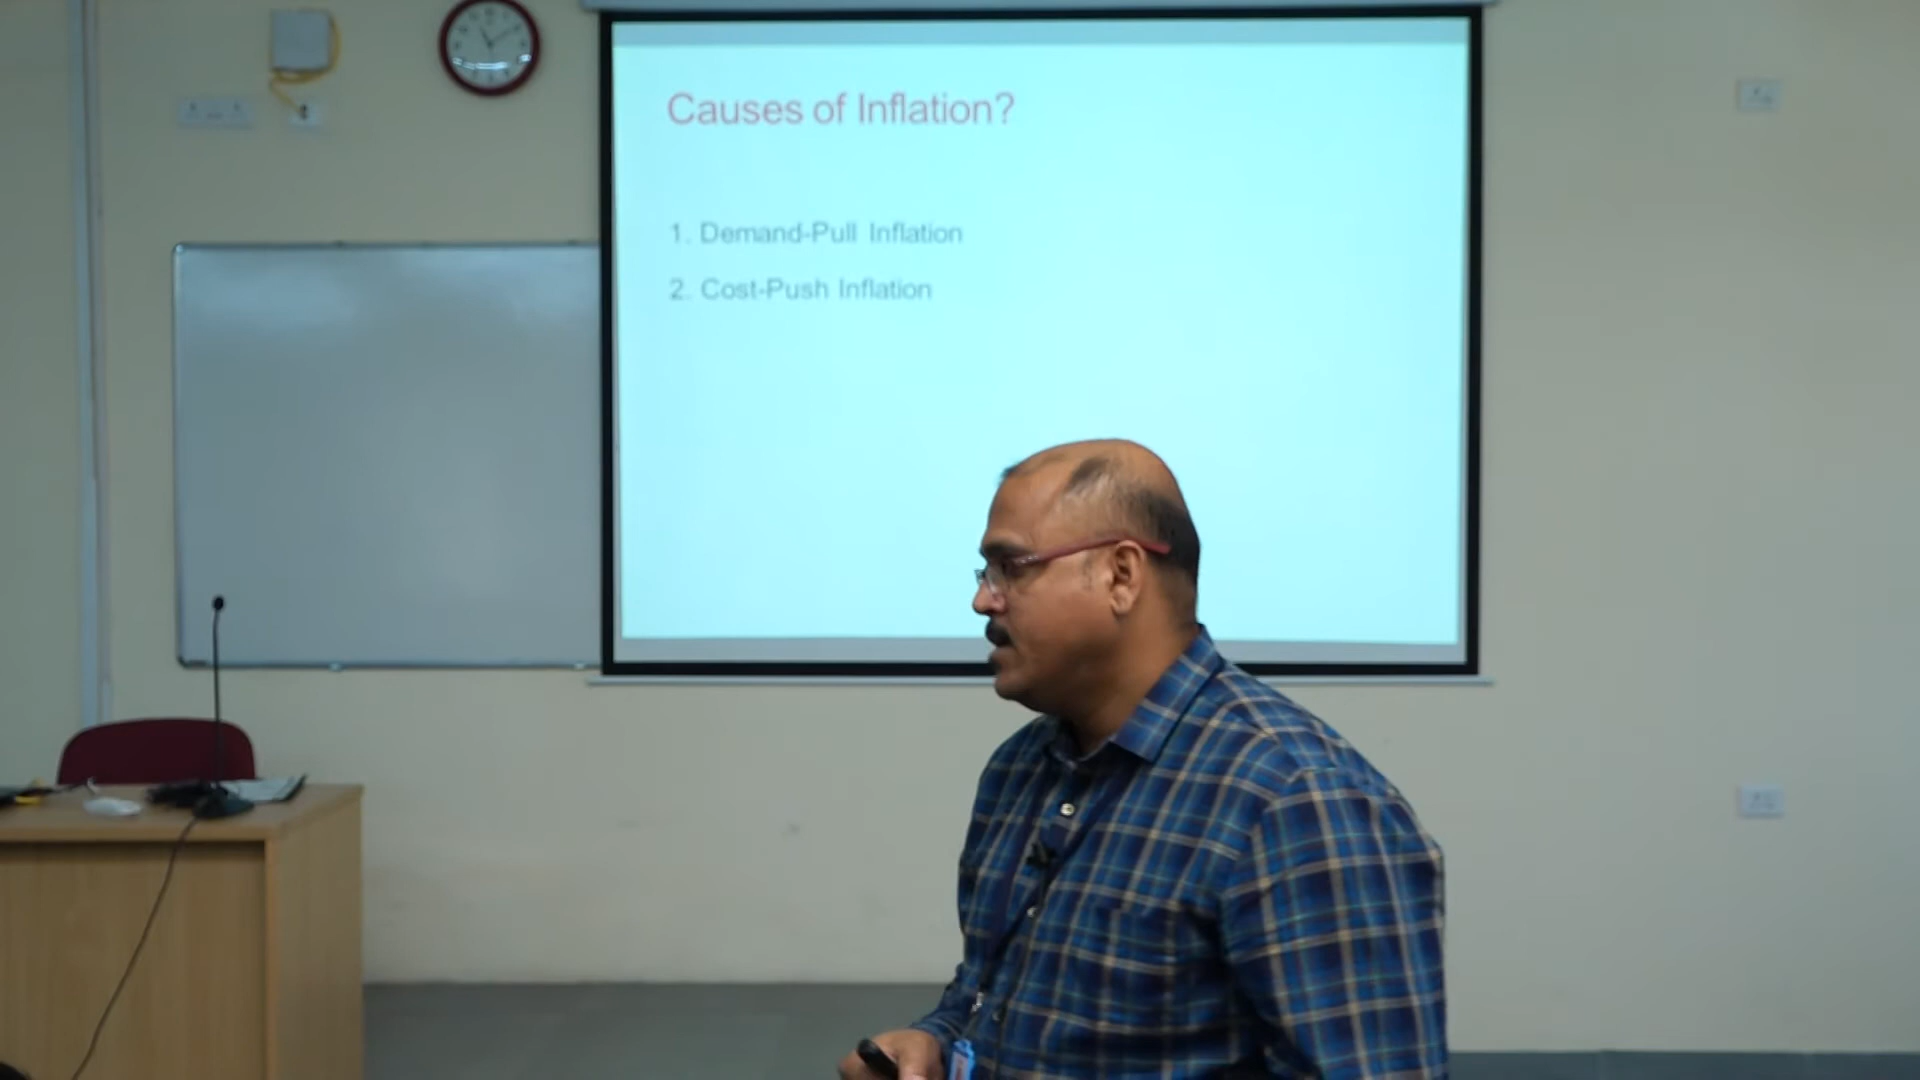 Causes of Inflation?
1. Demand-Pull Inflation
2. Cost-Push Inflation